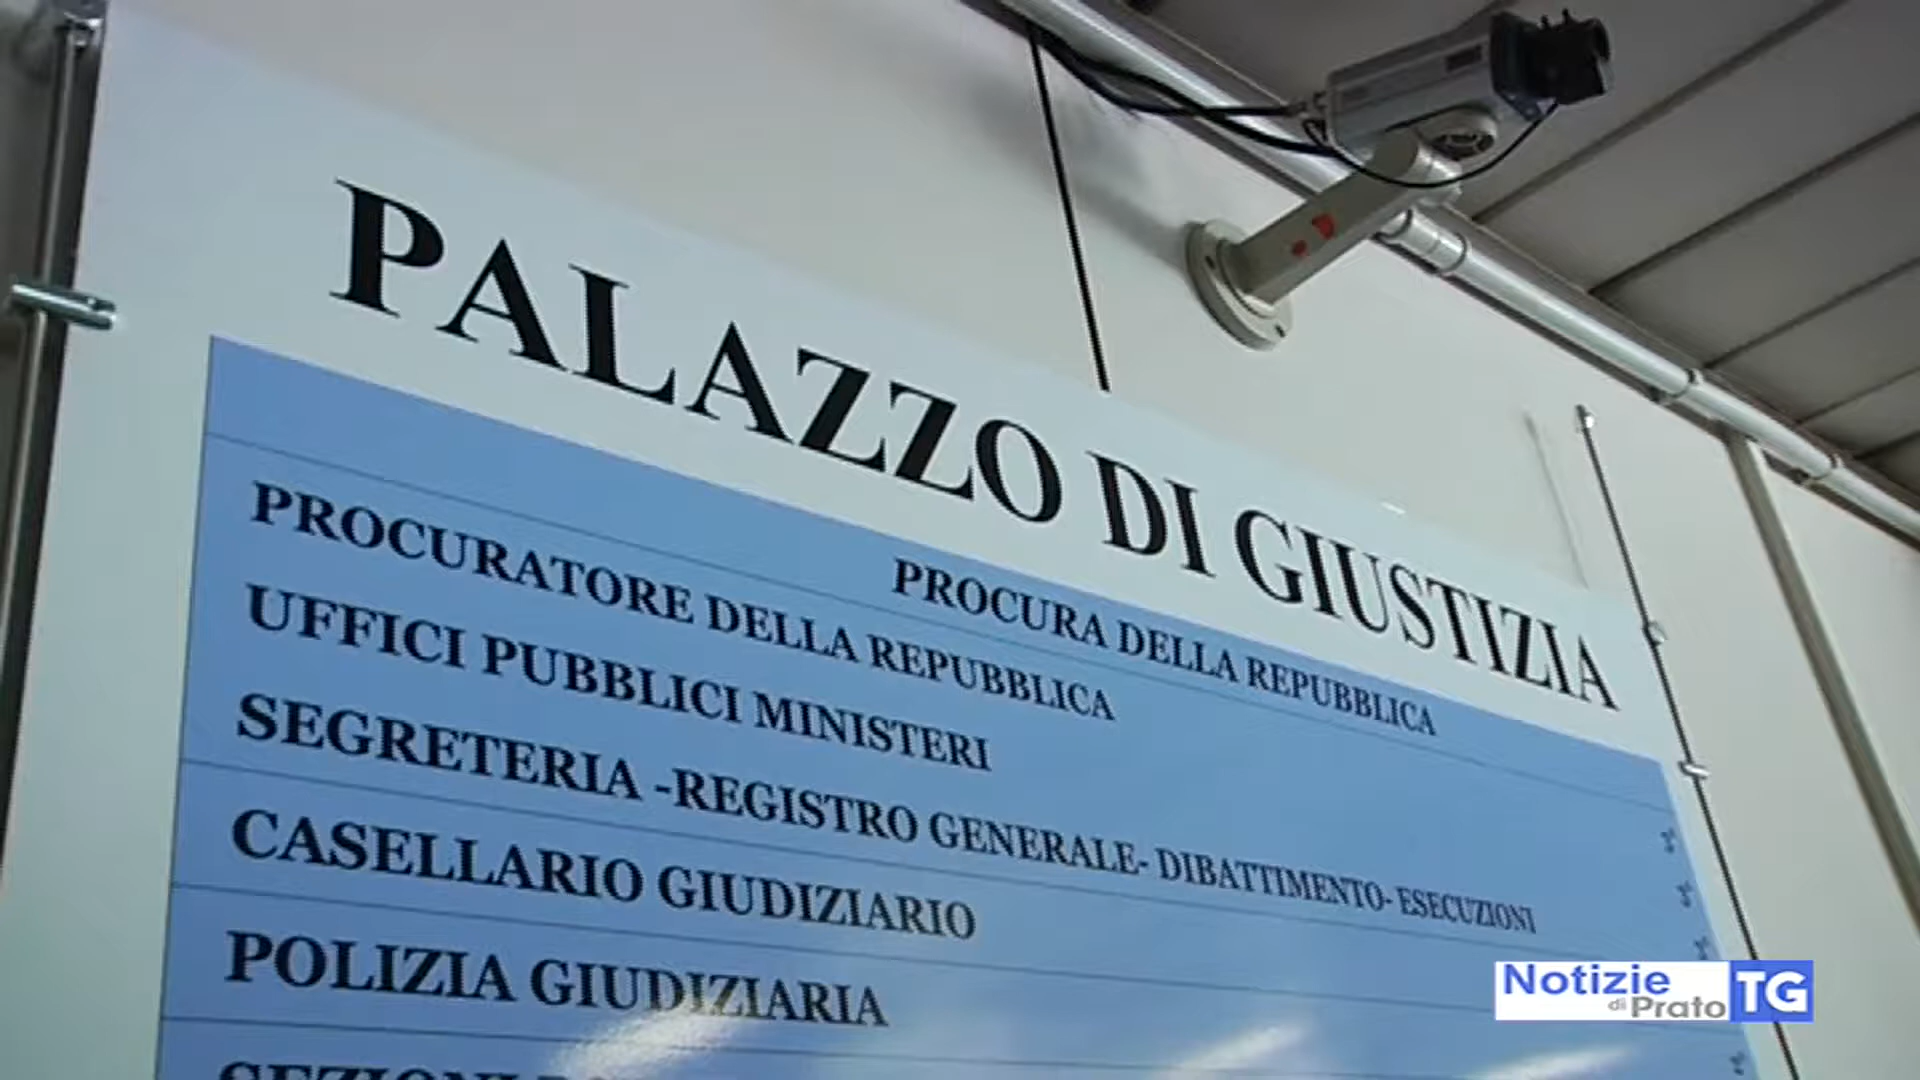 PALAZZO DI GIUSTIZIA
PROCURA DELLA REPUBBLICA
PROCURATORE DELLA REPUBBLICA
UFFICI PUBBLICI MINISTERI
SEGRETERIA -REGISTRO GENERALE- DIBATTIMENTO- ESECUZIONI
CASELLARIO GIUDIZIARIO
POLIZIA GIUDIZIARIA
Notizie
di Prato
TG